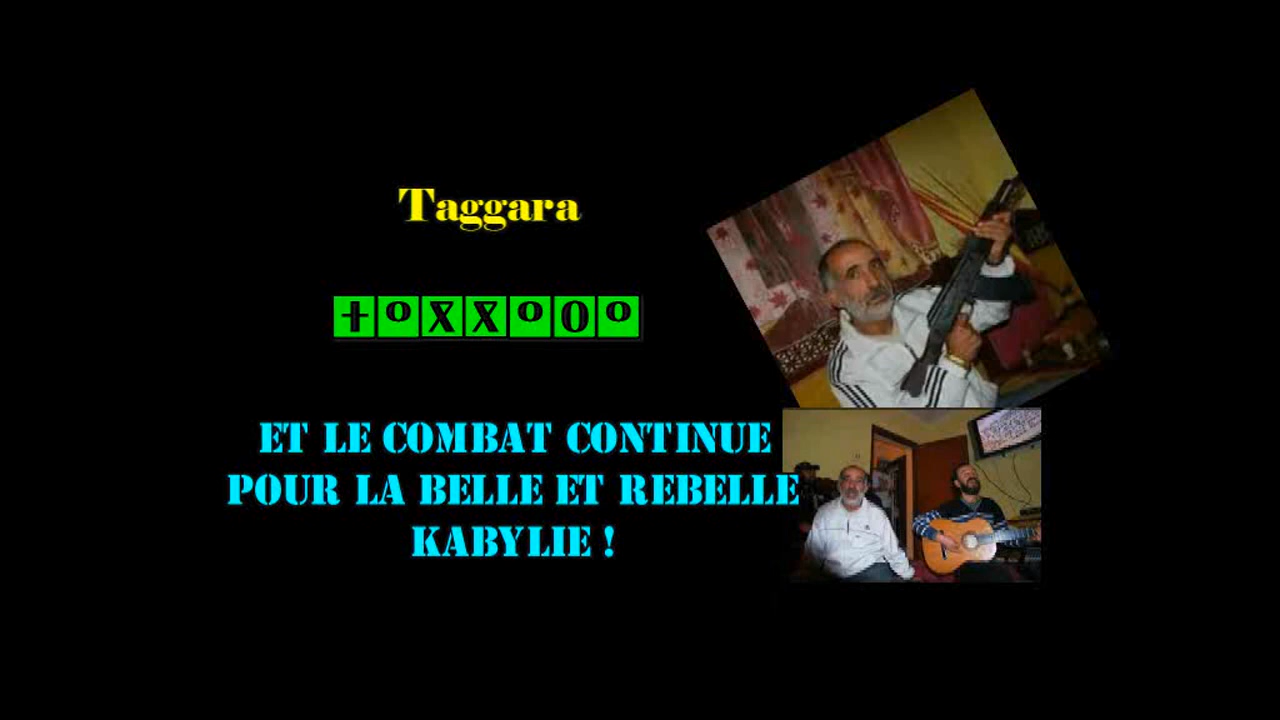 Taggara
ⵜⴰⴳⴳⴰⵔⴰ
ET LE COMBAT CONTINUE
POUR LA BELLE ET REBELLE
KABYLIE !